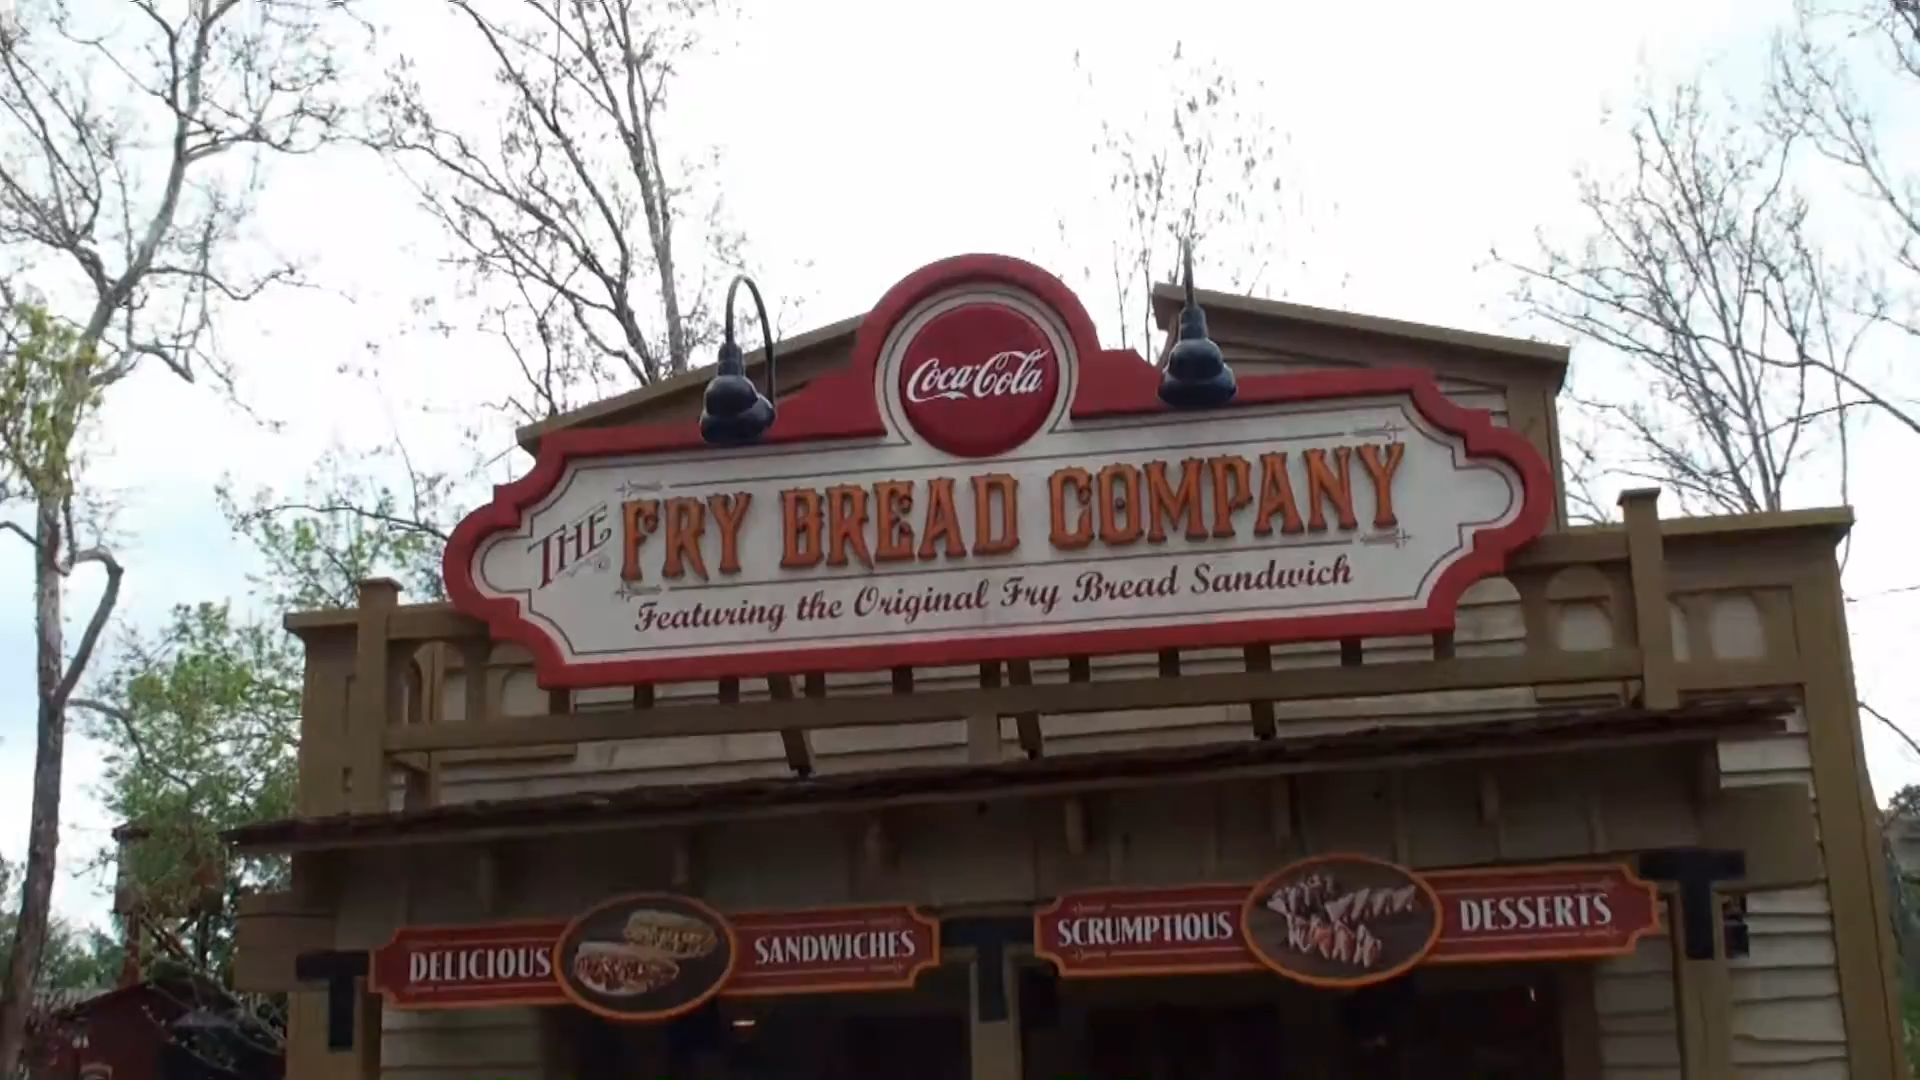 Coca-Cola
THE FRY BREAD COMPANY
Featuring the Original Fry Bread Sandwich
DELICIOUS SANDWICHES
SCRUMPTIOUS DESSERTS